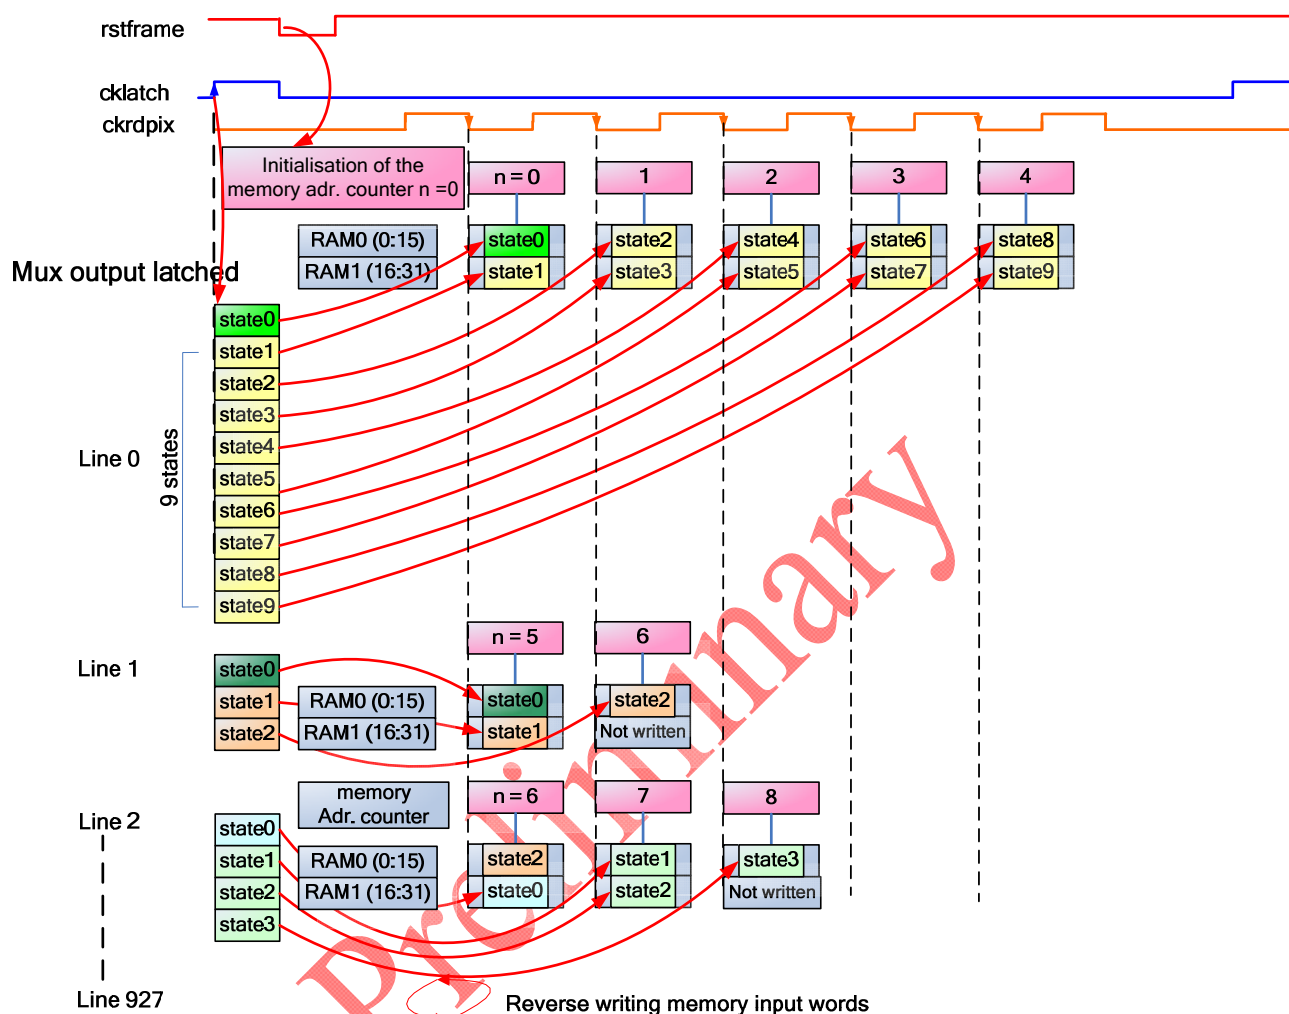 rstframe
cklatch
ckrdpix
Initialisation of the
memory adr. counter n =0
n = 0
1
2
3
4
RAM0 (0:15)
state0
state2
state4
state6
state8
RAM1 (16:31)
state1
state3
state5
state7
state9
Mux output latched
state0
state1
state2
state3
state4
state5
state6
state7
state8
state9
Line 0
9 states
n = 5
6
Line 1
state0
state1
state2
RAM0 (0:15)
RAM1 (16:31)
state0
state1
state2
Not written
memory
Adr. counter
n=6
7
8
Line 2
state0
state1
state2
state3
RAM0 (0:15)
RAM1 (16:31)
state2
state0
state1
state2
state3
Not written
Line 927
Reverse writing memory input words
Preliminary